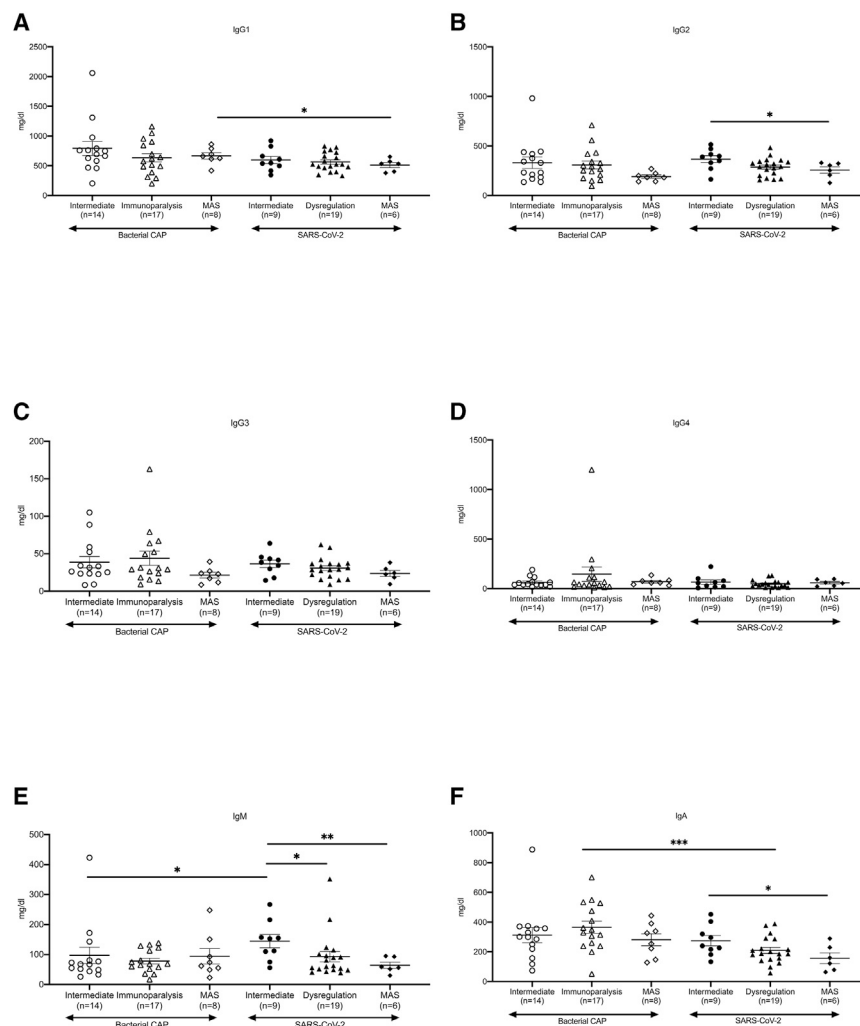 A
IgG1
mg/dl
2500
2000
1500
1000
500
0
*
Intermediate Immunoparalysis MAS Intermediate Dysregulation MAS
(n=14) (n=17) (n=8) (n=9) (n=19) (n=6)
Bacterial CAP SARS-CoV-2
B
IgG2
mg/dl
1500
1000
500
0
*
Intermediate Immunoparalysis MAS Intermediate Dysregulation MAS
(n=14) (n=17) (n=8) (n=9) (n=19) (n=6)
Bacterial CAP SARS-CoV-2
C
IgG3
mg/dl
200
150
100
50
0
Intermediate Immunoparalysis MAS Intermediate Dysregulation MAS
(n=14) (n=17) (n=8) (n=9) (n=19) (n=6)
Bacterial CAP SARS-CoV-2
D
IgG4
mg/dl
1500
1000
500
0
Intermediate Immunoparalysis MAS Intermediate Dysregulation MAS
(n=14) (n=17) (n=8) (n=9) (n=19) (n=6)
Bacterial CAP SARS-CoV-2
E
IgM
mg/dl
500
400
300
200
100
0
**
*
*
Intermediate Immunoparalysis MAS Intermediate Dysregulation MAS
(n=14) (n=17) (n=8) (n=9) (n=19) (n=6)
Bacterial CAP SARS-CoV-2
F
IgA
mg/dl
1000
800
600
400
200
0
***
*
Intermediate Immunoparalysis MAS Intermediate Dysregulation MAS
(n=14) (n=17) (n=8) (n=9) (n=19) (n=6)
Bacterial CAP SARS-CoV-2